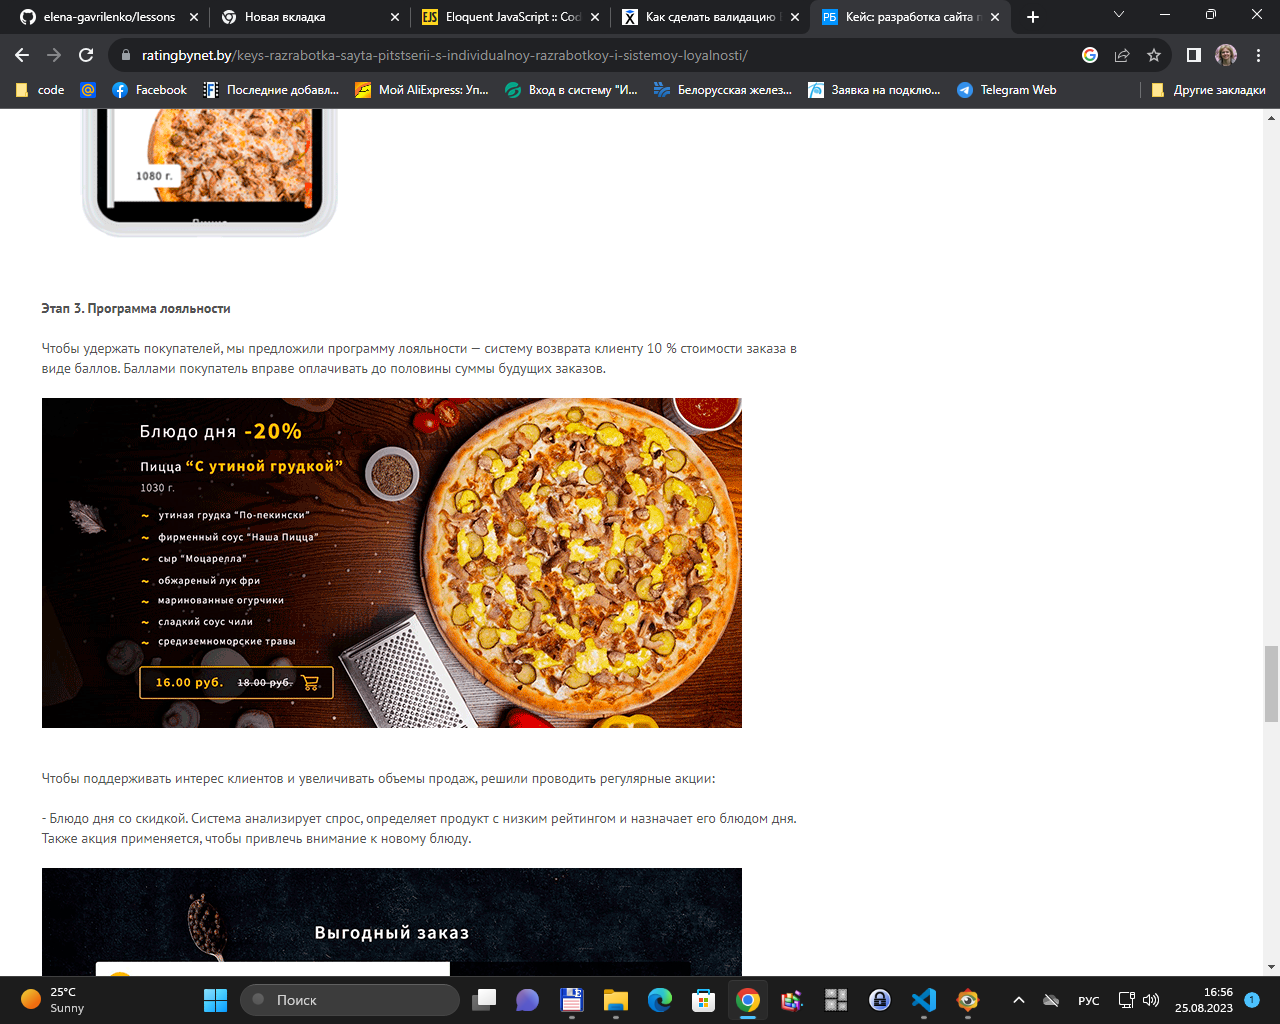 elena-gavrilenko/lessons
Новая вкладка
Eloquent JavaScript :: Cod
Как сделать валидацию
Кейс: разработка сайта п
ratingbynet.by/keys-razrabotka-sayta-pitstserii-s-individualnoy-razrabotkoy-i-sistemoy-loyalnosti/
code
Facebook
Последние добавл...
Мой AliExpress: Уп...
Вход в систему "И...
Белорусская желез...
Заявка на подклю...
Telegram Web
Другие закладки
1080 г.
Этап 3. Программа лояльности
Чтобы удержать покупателей, мы предложили программу лояльности — систему возврата клиенту 10 % стоимости заказа в
виде баллов. Баллами покупатель вправе оплачивать до половины суммы будущих заказов.
Блюдо дня -20%
Пицца “С утиной грудкой”
1030 г.
~ утиная грудка “По-пекински”
~ фирменный соус “Наша Пицца”
~ сыр “Моцарелла”
~ обжареный лук фри
~ маринованные огурчики
~ сладкий соус чили
~ средиземноморские травы
16.00 руб. 18.00 руб.
Чтобы поддерживать интерес клиентов и увеличивать объемы продаж, решили проводить регулярные акции:
- Блюдо дня со скидкой. Система анализирует спрос, определяет продукт с низким рейтингом и назначает его блюдом дня.
Также акция применяется, чтобы привлечь внимание к новому блюду.
Выгодный заказ
25°C
Sunny
Поиск
РУС
16:56
25.08.2023
1